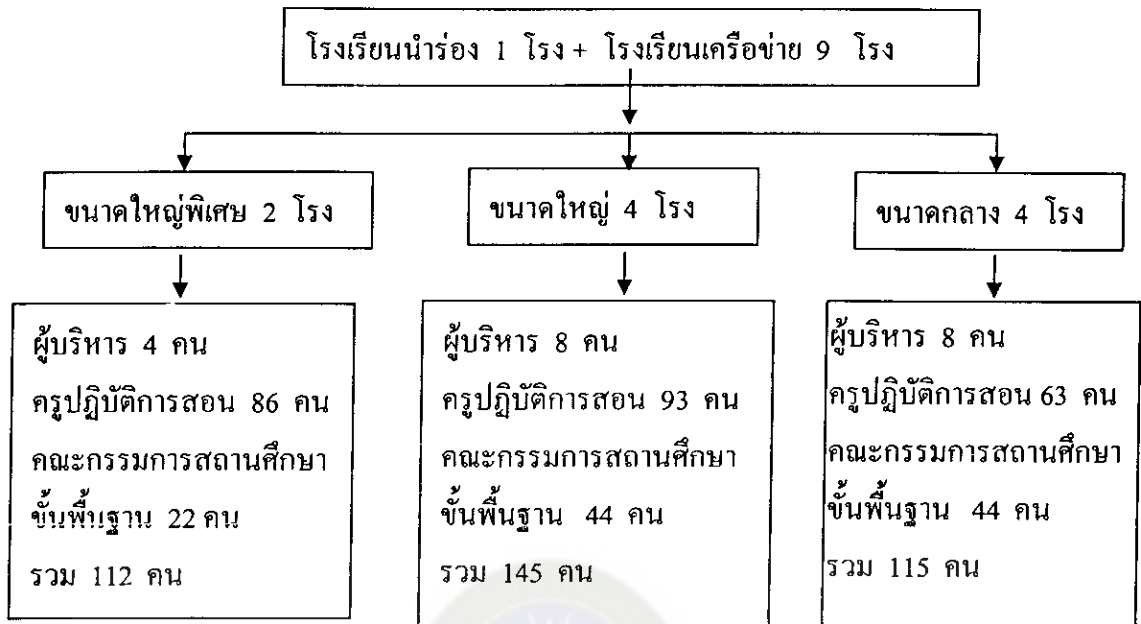 โรงเรียนนำร่อง 1 โรง + โรงเรียนเครือข่าย 9 โรง
ขนาดใหญ่พิเศษ 2 โรง
ขนาดใหญ่ 4 โรง
ขนาดกลาง 4 โรง
ผู้บริหาร 4 คน
ครูปฏิบัติการสอน 86 คน
คณะกรรมการสถานศึกษา
ขั้นพื้นฐาน 22 คน
รวม 112 คน
ผู้บริหาร 8 คน
ครูปฏิบัติการสอน 93 คน
คณะกรรมการสถานศึกษา
ขั้นพื้นฐาน 44 คน
รวม 145 คน
ผู้บริหาร 8 คน
ครูปฏิบัติการสอน 63 คน
คณะกรรมการสถานศึกษา
ขั้นพื้นฐาน 44 คน
รวม 115 คน